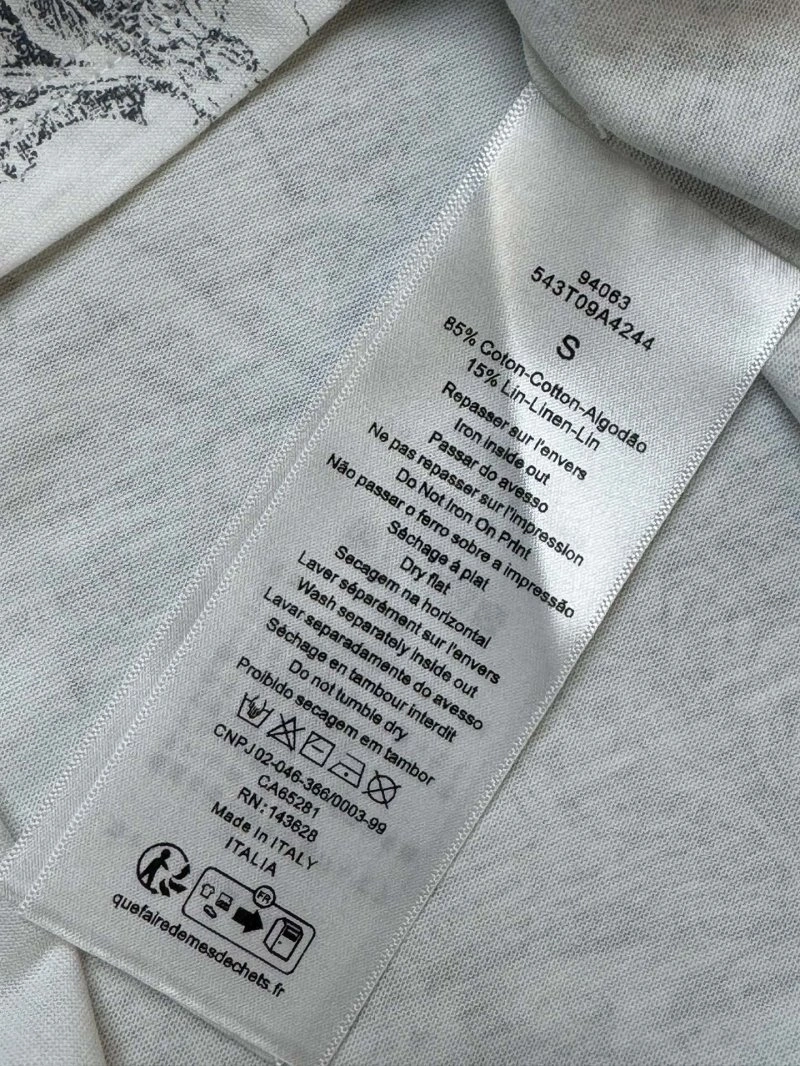 94063
543T09A4244
S
85% Coton-Cotton-Algodão
15% Lin-Linen-Lin
Repasser sur l'envers
Iron inside out
Passar do avesso
Ne pas repasser sur l'impression
Do Not Iron On Print
Não passar o ferro sobre a impressão
Séchage á plat
Dry flat
Secagem na horizontal
Laver séparément sur l'envers
Wash separately inside out
Lavar separadamente do avesso
Séchage en tambour interdit
Do not tumble dry
Proibido secagem em tambor
CNPJ 02-046-366/0003-99
CA65281
RN: 143628
Made in ITALY
ITALIA
FR
quefairedemesdechets.fr